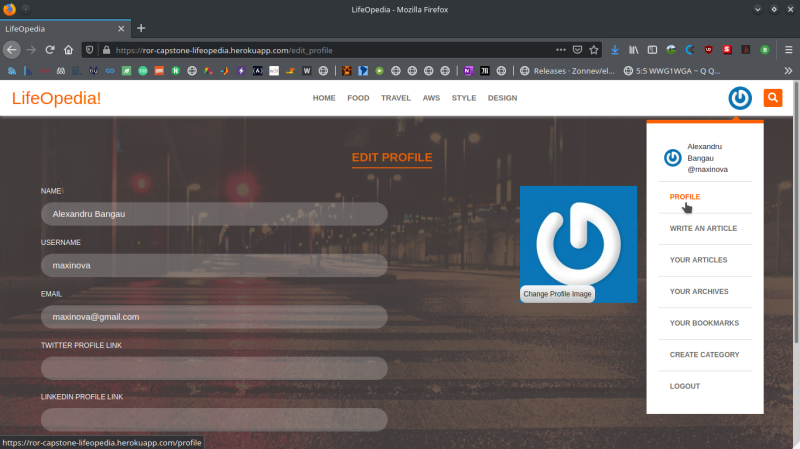 LifeOpedia - Mozilla Firefox
LifeOpedia
https://ror-capstone-lifeopedia.herokuapp.com/edit_profile
Releases · Zonnev/el
5:5 WWG1WGA ~ Q Q...
LifeOpedia!
HOME FOOD TRAVEL AWS STYLE DESIGN
Alexandru
Bangau
@maxinova
EDIT PROFILE
NAME
Alexandru Bangau
USERNAME
maxinova
EMAIL
maxinova@gmail.com
TWITTER PROFILE LINK
LINKEDIN PROFILE LINK
Change Profile Image
PROFILE
WRITE AN ARTICLE
YOUR ARTICLES
YOUR ARCHIVES
YOUR BOOKMARKS
CREATE CATEGORY
LOGOUT
https://ror-capstone-lifeopedia.herokuapp.com/profile